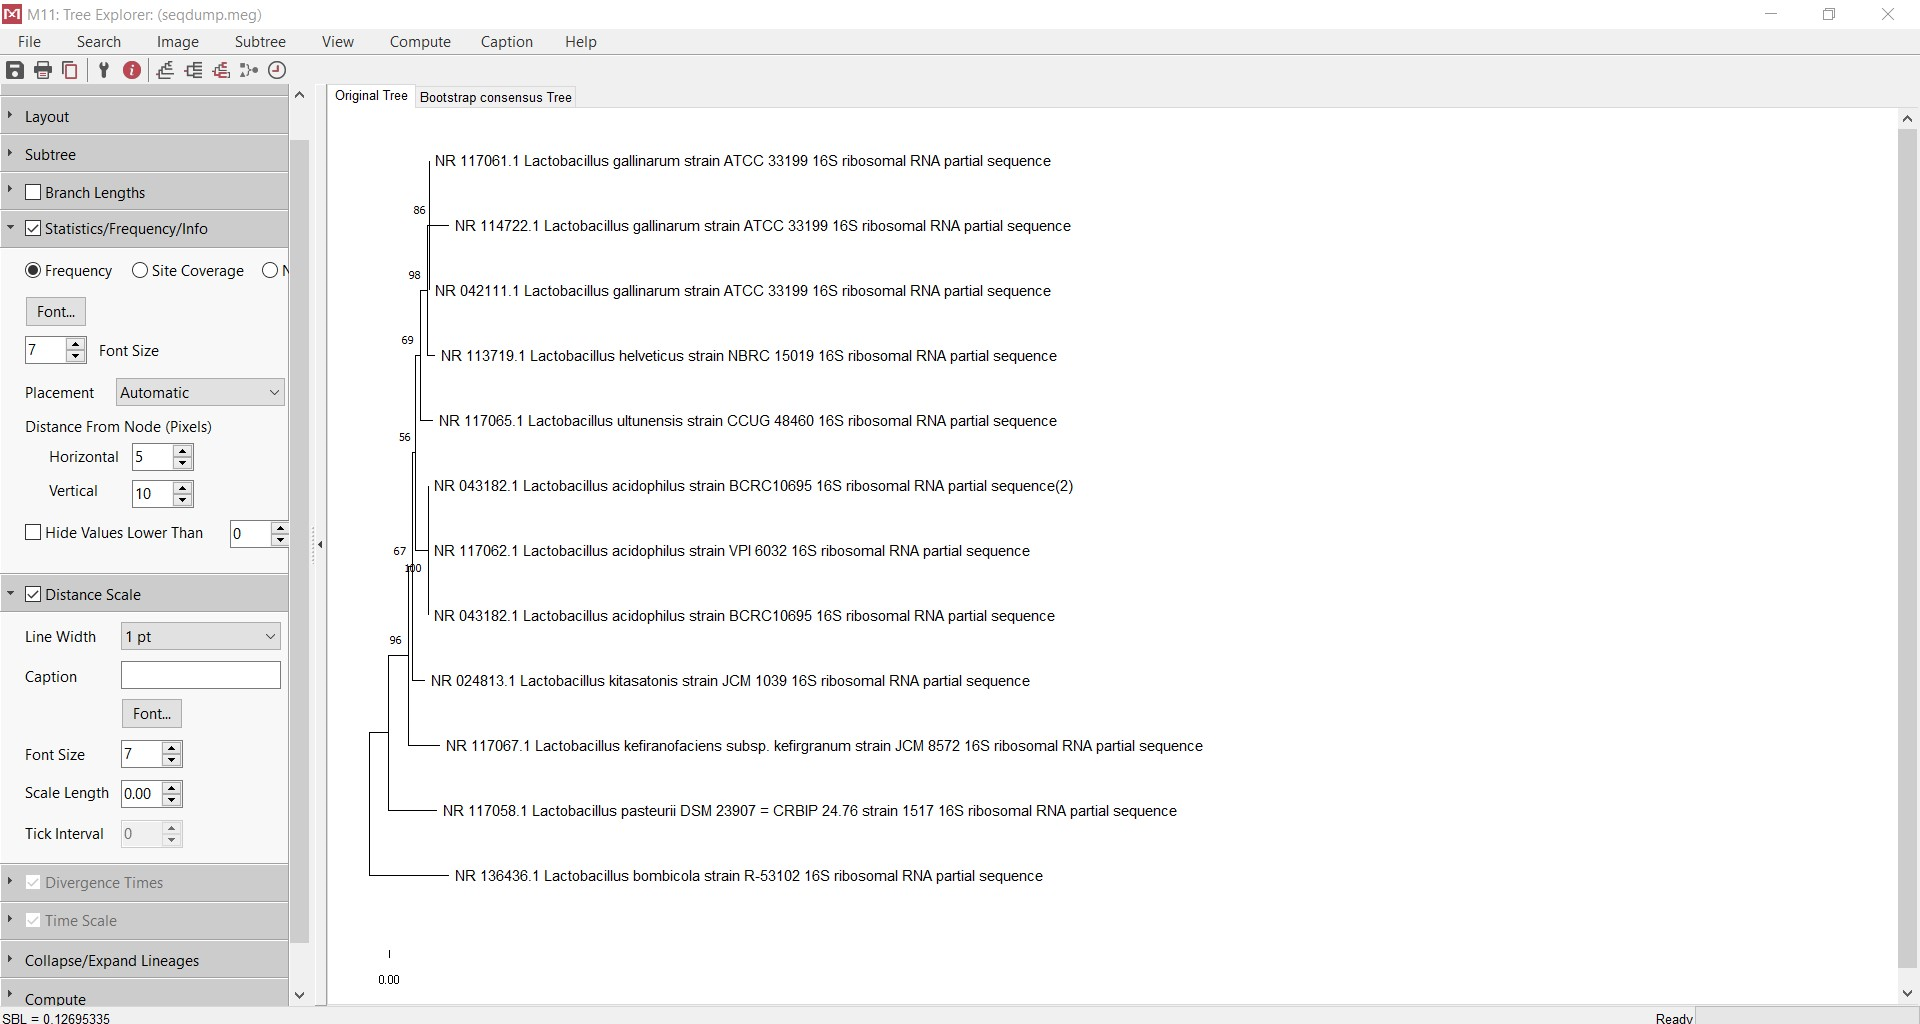 M11: Tree Explorer: (seqdump.meg)
File Search Image Subtree View Compute Caption Help
Layout
Subtree
Branch Lengths
Statistics/Frequency/Info
Frequency Site Coverage
Font...
7 Font Size
Placement Automatic
Distance From Node (Pixels)
Horizontal 5
Vertical 10
Hide Values Lower Than 0
Distance Scale
Line Width 1 pt
Caption
Font...
Font Size 7
Scale Length 0.00
Tick Interval 0
Divergence Times
Time Scale
Collapse/Expand Lineages
Compute
Original Tree Bootstrap consensus Tree
NR 117061.1 Lactobacillus gallinarum strain ATCC 33199 16S ribosomal RNA partial sequence
86
NR 114722.1 Lactobacillus gallinarum strain ATCC 33199 16S ribosomal RNA partial sequence
98
NR 042111.1 Lactobacillus gallinarum strain ATCC 33199 16S ribosomal RNA partial sequence
69
NR 113719.1 Lactobacillus helveticus strain NBRC 15019 16S ribosomal RNA partial sequence
NR 117065.1 Lactobacillus ultunensis strain CCUG 48460 16S ribosomal RNA partial sequence
56
NR 043182.1 Lactobacillus acidophilus strain BCRC10695 16S ribosomal RNA partial sequence(2)
67
NR 117062.1 Lactobacillus acidophilus strain VPI 6032 16S ribosomal RNA partial sequence
100
NR 043182.1 Lactobacillus acidophilus strain BCRC10695 16S ribosomal RNA partial sequence
96
NR 024813.1 Lactobacillus kitasatonis strain JCM 1039 16S ribosomal RNA partial sequence
NR 117067.1 Lactobacillus kefiranofaciens subsp. kefirgranum strain JCM 8572 16S ribosomal RNA partial sequence
NR 117058.1 Lactobacillus pasteurii DSM 23907 = CRBIP 24.76 strain 1517 16S ribosomal RNA partial sequence
NR 136436.1 Lactobacillus bombicola strain R-53102 16S ribosomal RNA partial sequence
0.00
SBL = 0.12695335
Ready